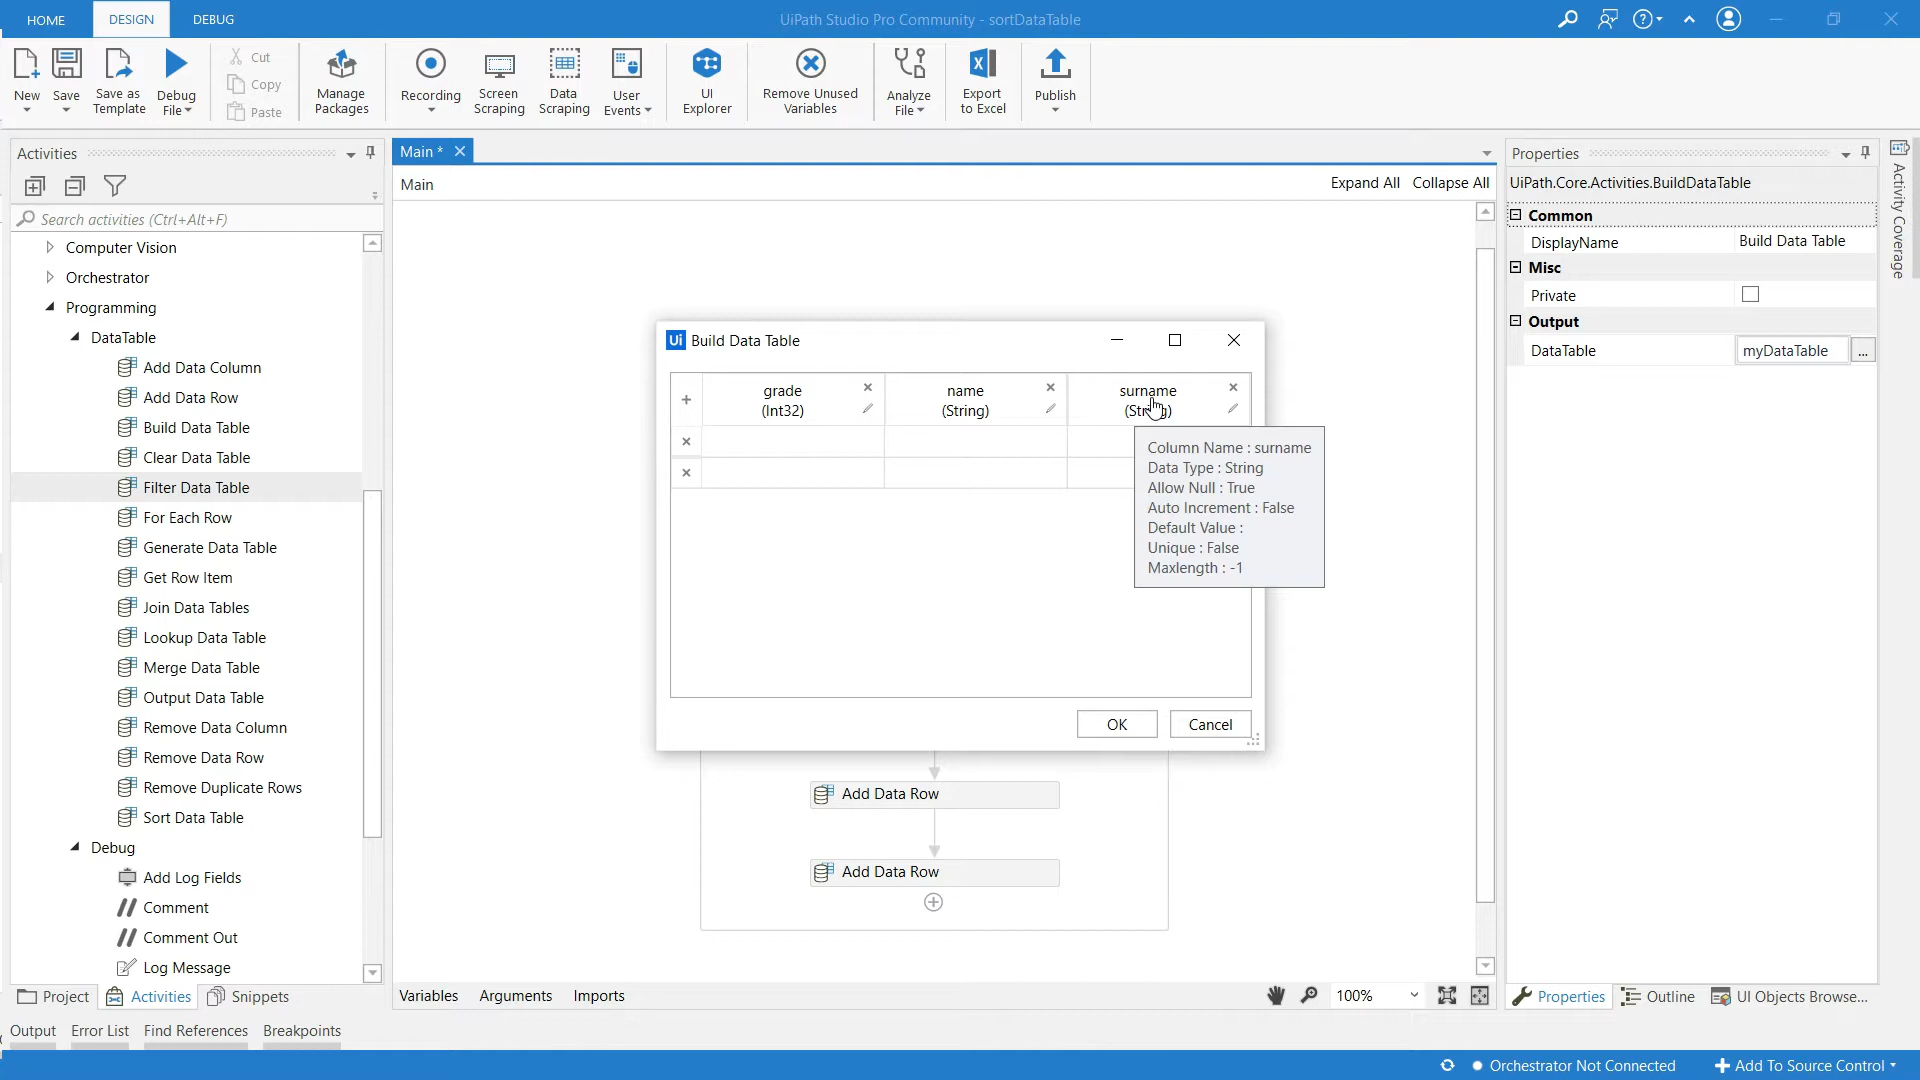 HOME DESIGN DEBUG
UiPath Studio Pro Community - sortDataTable
New
Save
Save as
Template
Debug
File
Cut
Copy
Paste
Manage
Packages
Recording
Screen
Scraping
Data
Scraping
User
Events
UI
Explorer
Remove Unused
Variables
Analyze
File
Export
to Excel
Publish
Activities
Search activities (Ctrl+Alt+F)
Computer Vision
Orchestrator
Programming
DataTable
Add Data Column
Add Data Row
Build Data Table
Clear Data Table
Filter Data Table
For Each Row
Generate Data Table
Get Row Item
Join Data Tables
Lookup Data Table
Merge Data Table
Output Data Table
Remove Data Column
Remove Data Row
Remove Duplicate Rows
Sort Data Table
Debug
Add Log Fields
Comment
Comment Out
Log Message
Project Activities Snippets
Main *
Main
Expand All Collapse All
Ui Build Data Table
grade
(Int32)
name
(String)
surname
(String)
Column Name : surname
Data Type : String
Allow Null : True
Auto Increment : False
Default Value :
Unique : False
Maxlength : -1
OK Cancel
Add Data Row
Add Data Row
Variables Arguments Imports
100%
Properties
UiPath.Core.Activities.BuildDataTable
Common
DisplayName Build Data Table
Misc
Private
Output
DataTable myDataTable ...
Activity Coverage
Properties Outline UI Objects Browse...
Output Error List Find References Breakpoints
Orchestrator Not Connected Add To Source Control